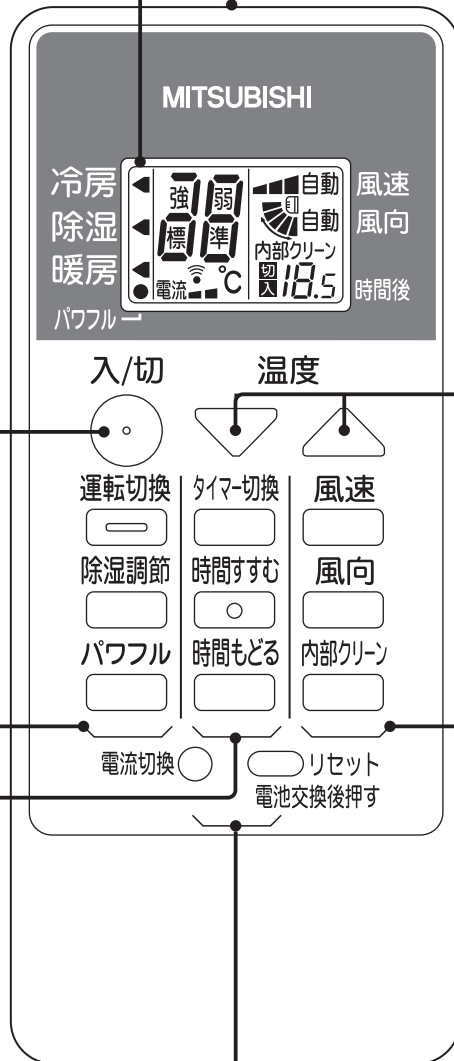 MITSUBISHI
冷房
除湿
暖房
パワフル
強 弱
標 準
電流 ℃
自動 風速
自動 風向
内部クリーン
切
入 18.5 時間後
入/切 温度
運転切換 タイマー切換 風速
除湿調節 時間すすむ 風向
パワフル 時間もどる 内部クリーン
電流切換 リセット
電池交換後押す